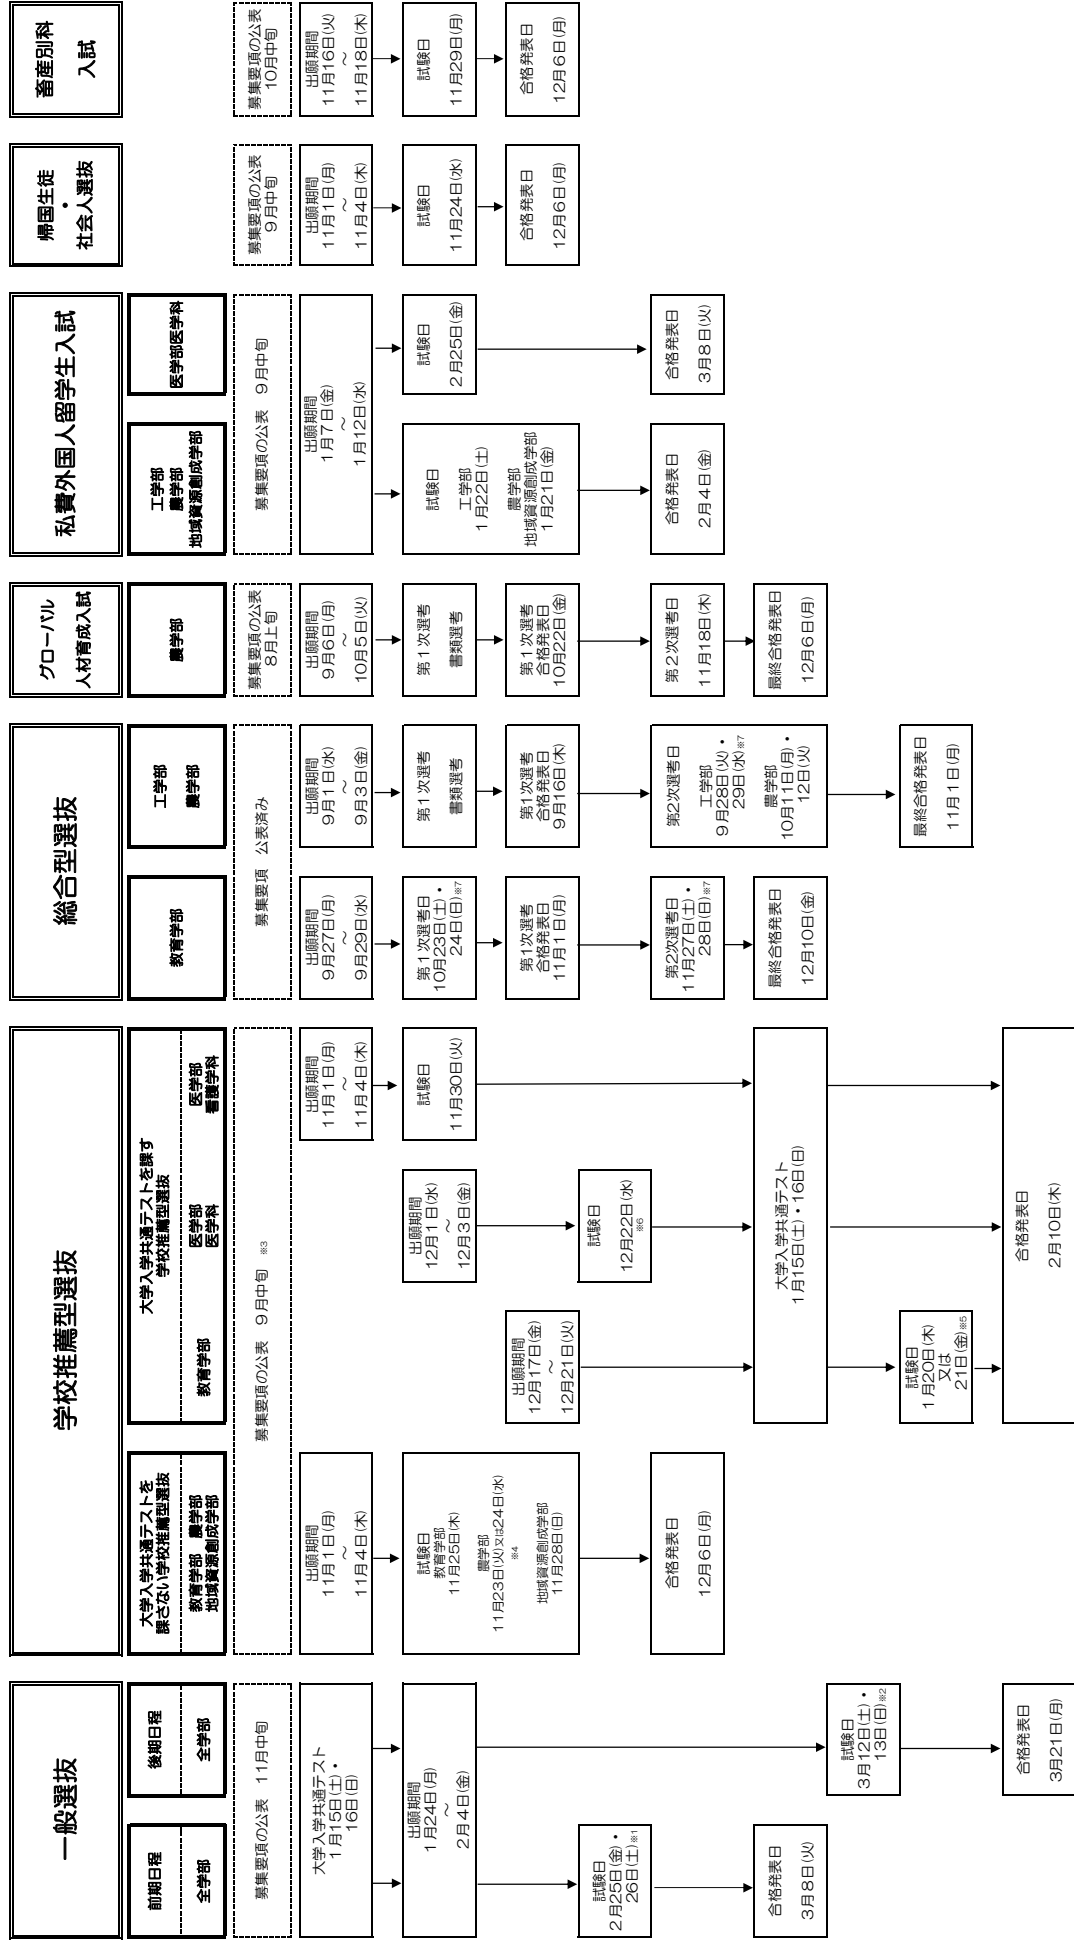 一般選抜
前期日程
全学部
後期日程
全学部
募集要項の公表　11月中旬
大学入学共通テスト
1月15日(土)・
16日(日)
出願期間
1月24日(月)
～
2月4日(金)
試験日
2月25日(金)・
26日(土)※1
合格発表日
3月8日(火)
試験日
3月12日(土)・
13日(日)※2
合格発表日
3月21日(月)
学校推薦型選抜
大学入学共通テストを
課さない学校推薦型選抜
教育学部　農学部
地域資源創成学部
大学入学共通テストを課す
学校推薦型選抜
教育学部
医学部
医学科
医学部
看護学科
募集要項の公表　9月中旬　※3
出願期間
11月1日(月)
～
11月4日(木)
試験日
教育学部
11月25日(木)
農学部
11月23日(火)又は24日(水)
※4
地域資源創成学部
11月28日(日)
合格発表日
12月6日(月)
出願期間
12月17日(金)
～
12月21日(火)
出願期間
12月1日(水)
～
12月3日(金)
試験日
12月22日(水)
※6
出願期間
11月1日(月)
～
11月4日(木)
試験日
11月30日(火)
大学入学共通テスト
1月15日(土)・16日(日)
試験日
1月20日(木)
又は
21日(金)※5
合格発表日
2月10日(木)
総合型選抜
教育学部
工学部
農学部
募集要項　公表済み
出願期間
9月27日(月)
～
9月29日(水)
第1次選考日
10月23日(土)・
24日(日)※7
第1次選考
合格発表日
11月1日(月)
第2次選考日
11月27日(土)・
28日(日)※7
最終合格発表日
12月10日(金)
出願期間
9月1日(水)
～
9月3日(金)
第1次選考
書類選考
第1次選考
合格発表日
9月16日(木)
第2次選考日
工学部
9月28日(火)・
29日(水)※7
農学部
10月11日(月)・
12日(火)
最終合格発表日
11月1日(月)
グローバル
人材育成入試
農学部
募集要項の公表
8月上旬
出願期間
9月6日(月)
～
10月5日(火)
第1次選考
書類選考
第1次選考
合格発表日
10月22日(金)
第2次選考日
11月18日(木)
最終合格発表日
12月6日(月)
私費外国人留学生入試
工学部
農学部
地域資源創成学部
医学部医学科
募集要項の公表　9月中旬
出願期間
1月7日(金)
～
1月12日(水)
試験日
工学部
1月22日(土)
農学部
地域資源創成学部
1月21日(金)
合格発表日
2月4日(金)
試験日
2月25日(金)
合格発表日
3月8日(火)
帰国生徒
・
社会人選抜
募集要項の公表
9月中旬
出願期間
11月1日(月)
～
11月4日(木)
試験日
11月24日(水)
合格発表日
12月6日(月)
畜産別科
入試
募集要項の公表
10月中旬
出願期間
11月16日(火)
～
11月18日(木)
試験日
11月29日(月)
合格発表日
12月6日(月)